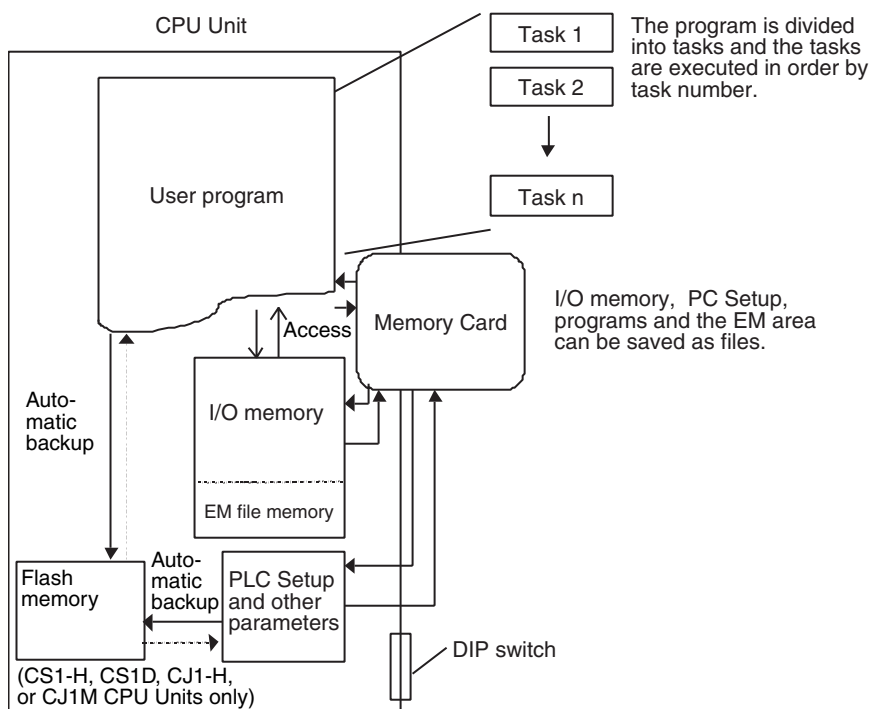 CPU Unit
Task 1
Task 2
Task n
The program is divided
into tasks and the tasks
are executed in order by
task number.
User program
Memory Card
I/O memory, PC Setup,
programs and the EM area
can be saved as files.
Access
I/O memory
EM file memory
Auto-
matic
backup
Flash
memory
Auto-
matic
backup
PLC Setup
and other
parameters
DIP switch
(CS1-H, CS1D, CJ1-H,
or CJ1M CPU Units only)